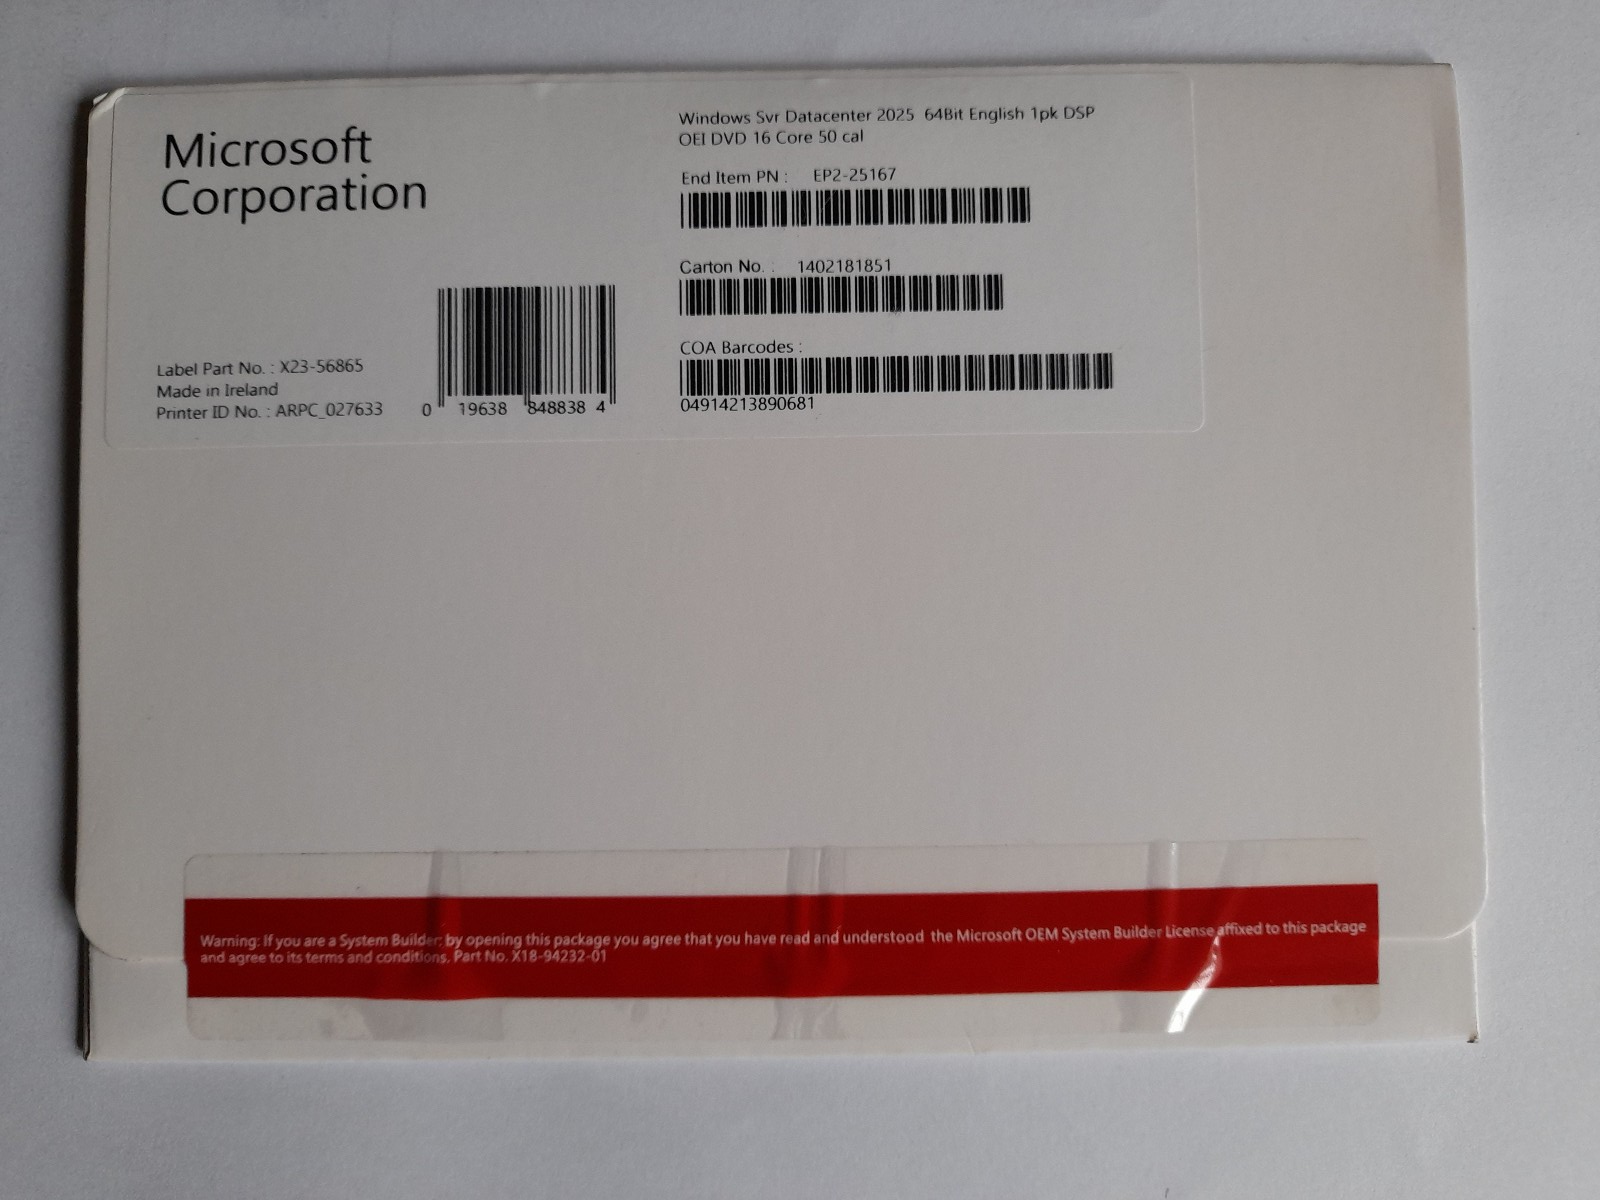 Microsoft
Corporation
Label Part No. : X23-56865
Made in Ireland
Printer ID No. : ARPC_027633
0 19638 848838 4
Windows Svr Datacenter 2025 64Bit English 1pk DSP
OEI DVD 16 Core 50 cal
End Item PN : EP2-25167
Carton No. : 1402181851
COA Barcodes :
04914213890681
Warning: If you are a System Builder: by opening this package you agree that you have read and understood the Microsoft OEM System Builder License affixed to this package
and agree to its terms and conditions. Part No. X18-94232-01